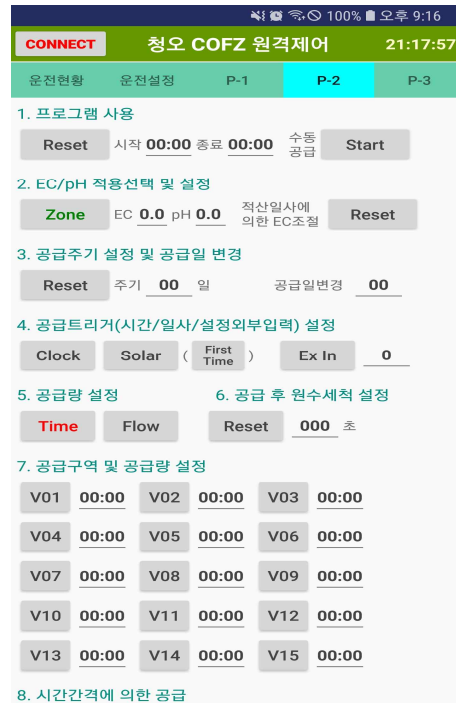 100% 오후 9:16
CONNECT 청오 COFZ 원격제어 21:17:57
운전현황 운전설정 P-1 P-2 P-3
1. 프로그램 사용
Reset 시작 00:00 종료 00:00 수동 공급 Start
2. EC/pH 적용선택 및 설정
Zone EC 0.0 pH 0.0 적산일사에 의한 EC조절 Reset
3. 공급주기 설정 및 공급일 변경
Reset 주기 00 일 공급일변경 00
4. 공급트리거(시간/일사/설정외부입력) 설정
Clock Solar ( First Time ) Ex In 0
5. 공급량 설정 6. 공급 후 원수세척 설정
Time Flow Reset 000 초
7. 공급구역 및 공급량 설정
V01 00:00 V02 00:00 V03 00:00
V04 00:00 V05 00:00 V06 00:00
V07 00:00 V08 00:00 V09 00:00
V10 00:00 V11 00:00 V12 00:00
V13 00:00 V14 00:00 V15 00:00
8. 시간간격에 의한 공급